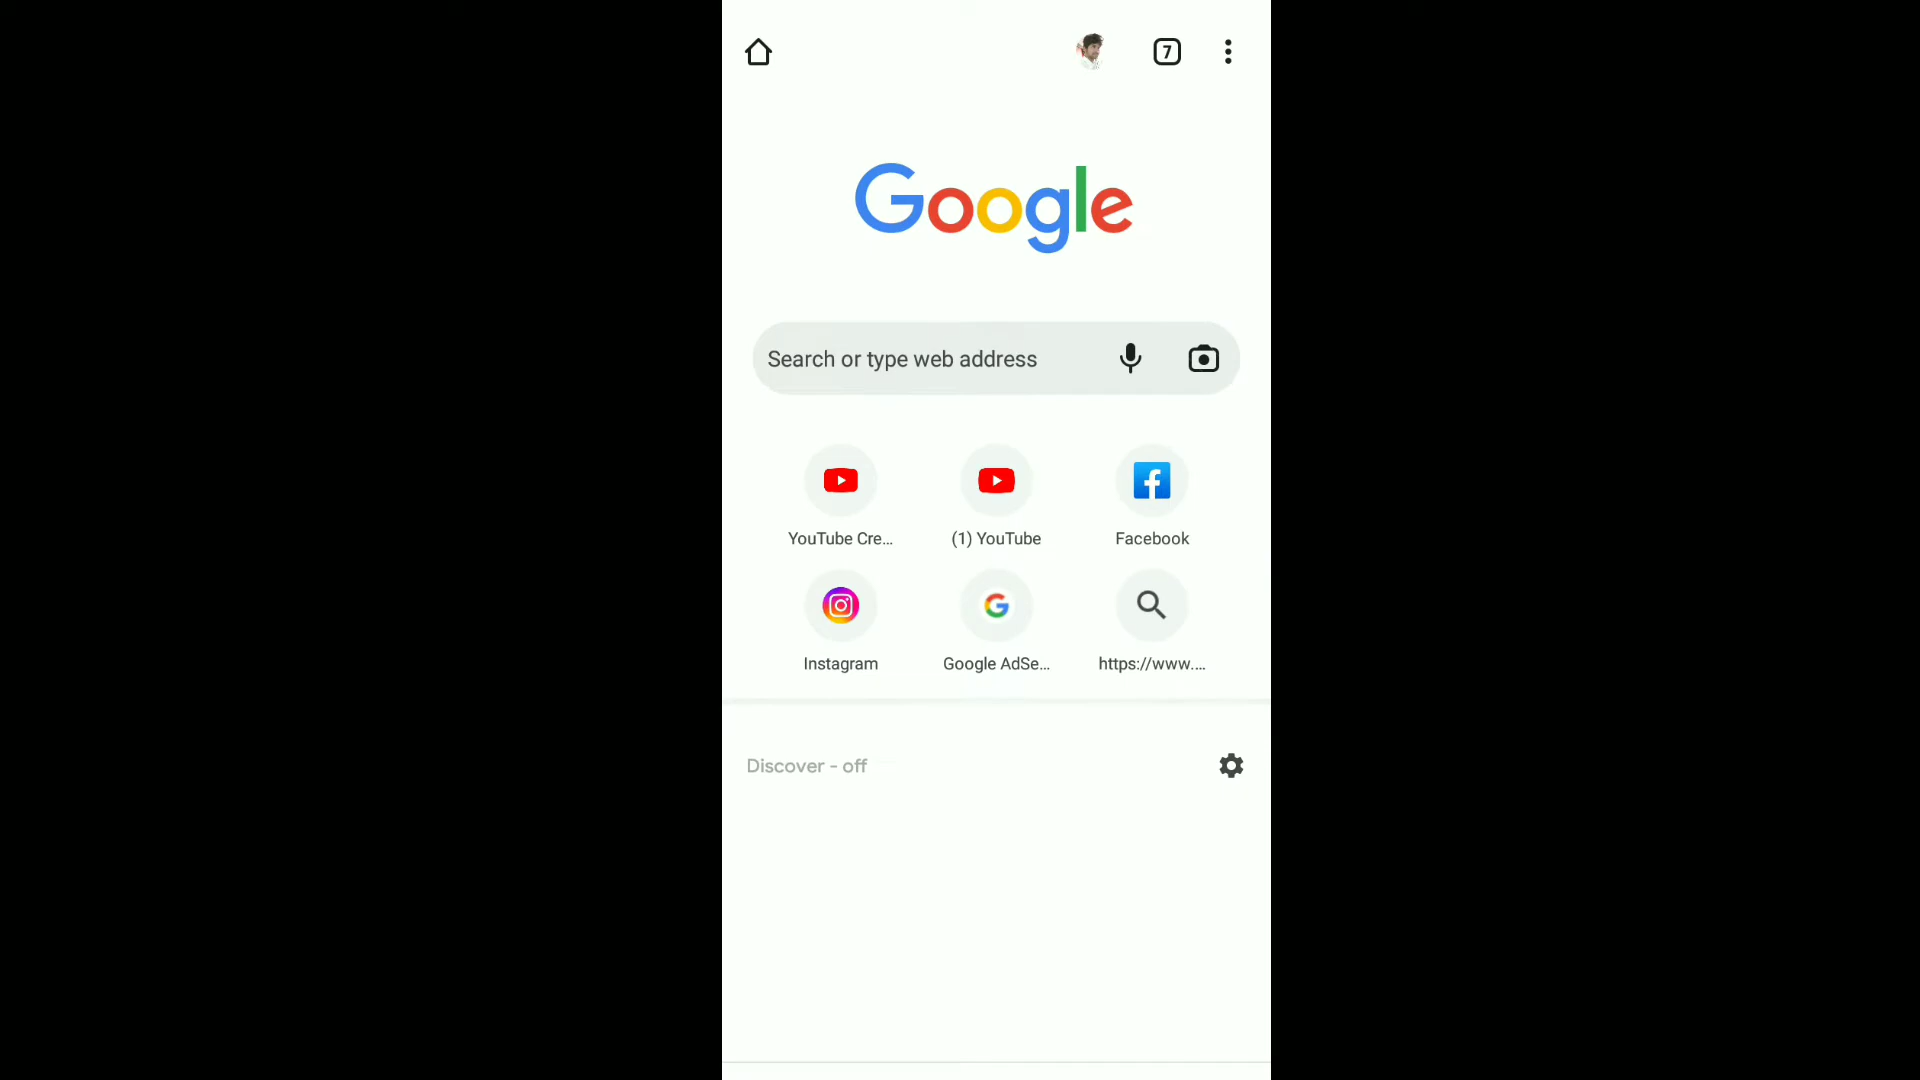 7
Google
Search or type web address
YouTube Cre...
(1) YouTube
Facebook
Instagram
Google AdSe...
https://www....
Discover - off